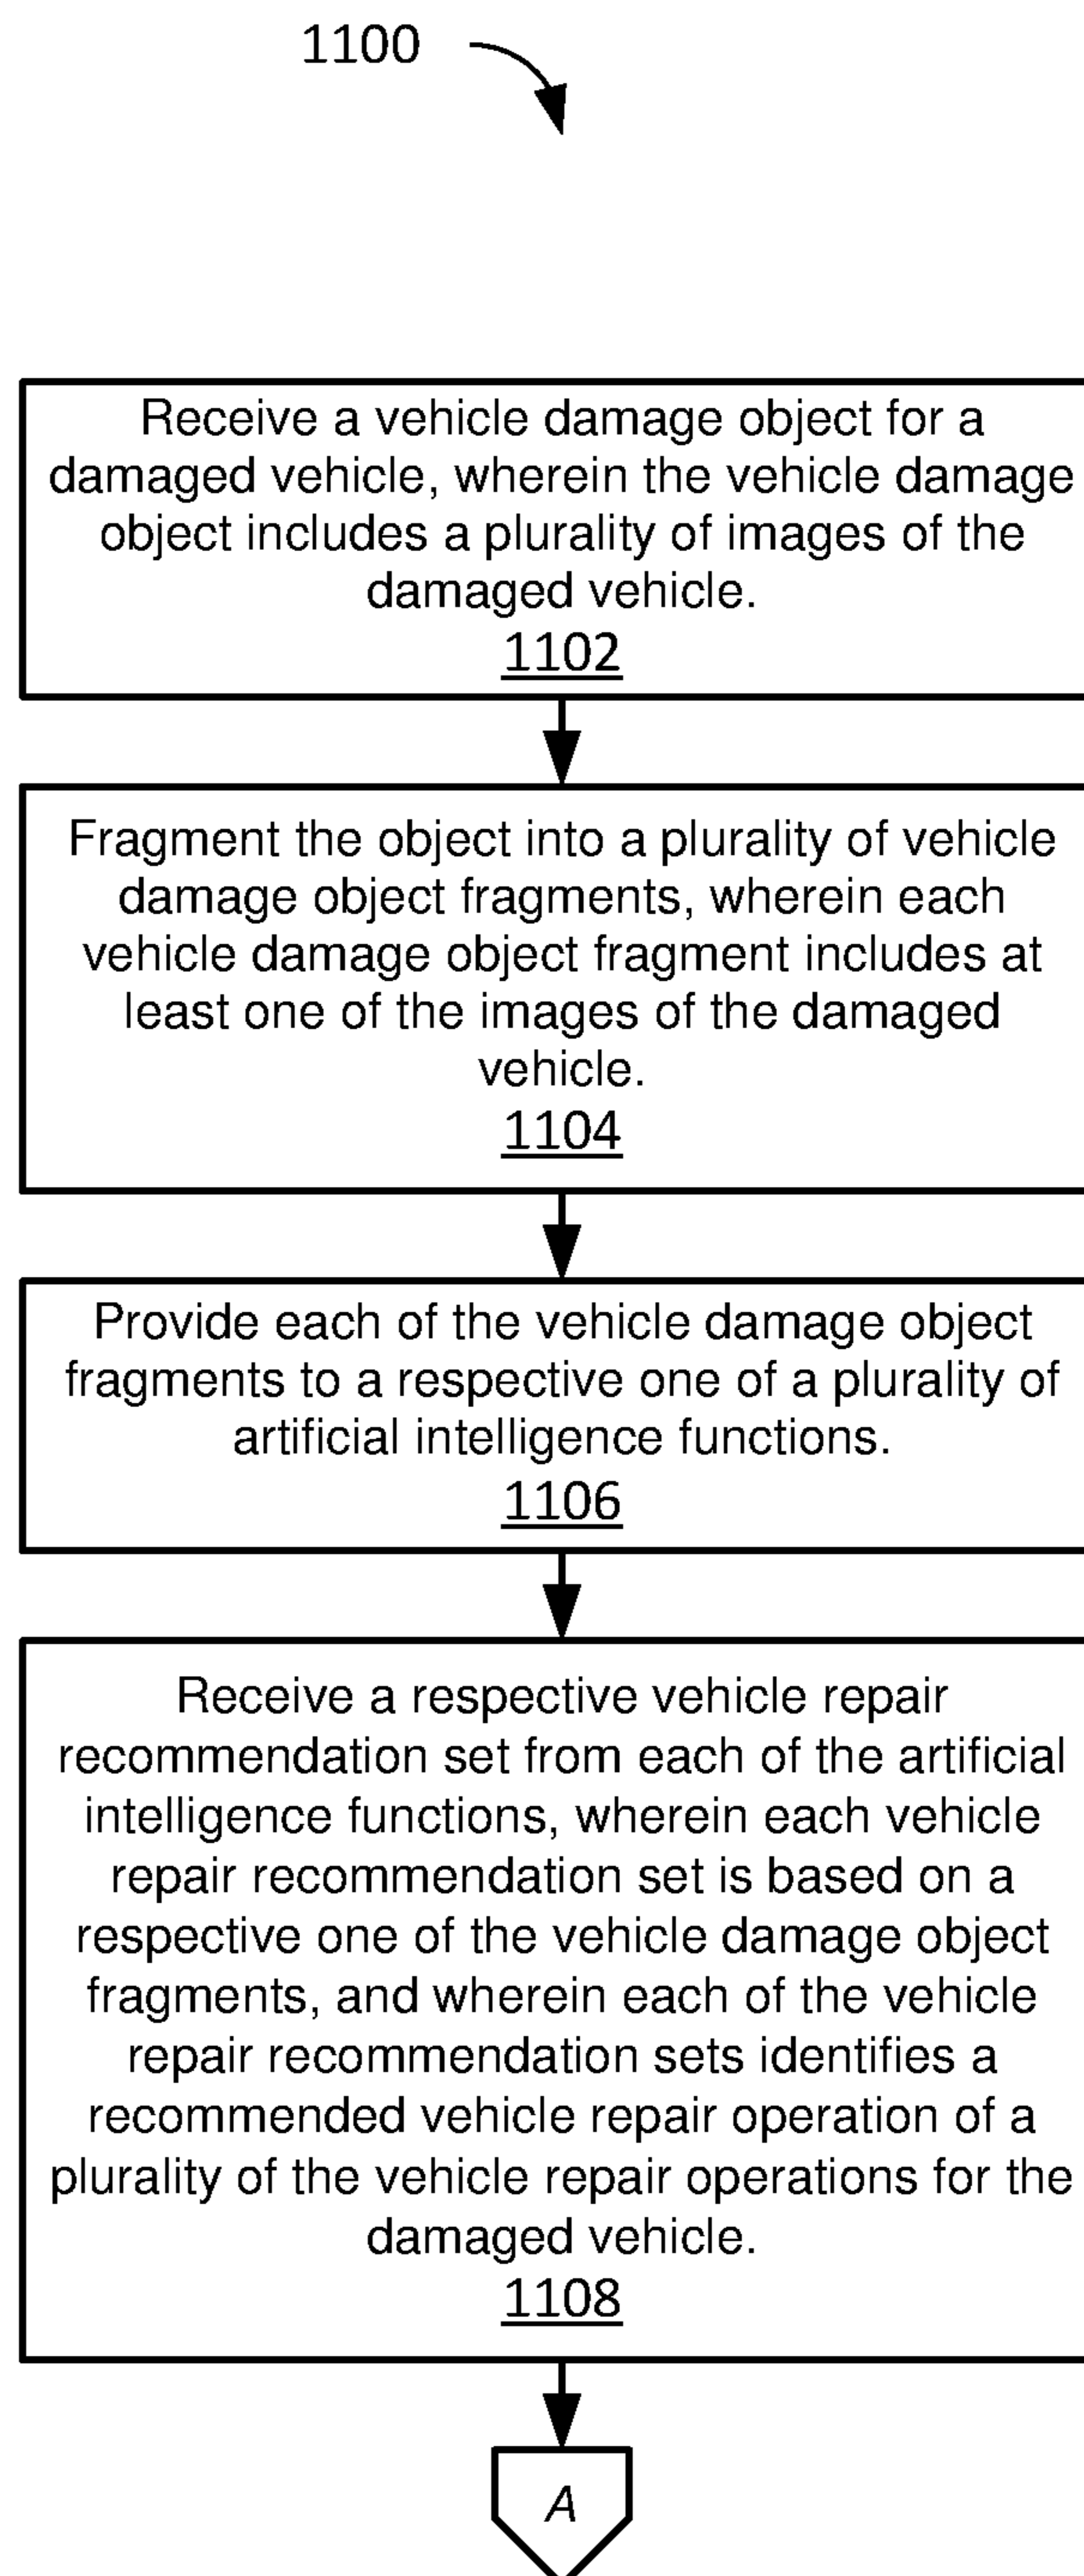 1100
Receive a vehicle damage object for a
damaged vehicle, wherein the vehicle damage
object includes a plurality of images of the
damaged vehicle.
1102
Fragment the object into a plurality of vehicle
damage object fragments, wherein each
vehicle damage object fragment includes at
least one of the images of the damaged
vehicle.
1104
Provide each of the vehicle damage object
fragments to a respective one of a plurality of
artificial intelligence functions.
1106
Receive a respective vehicle repair
recommendation set from each of the artificial
intelligence functions, wherein each vehicle
repair recommendation set is based on a
respective one of the vehicle damage object
fragments, and wherein each of the vehicle
repair recommendation sets identifies a
recommended vehicle repair operation of a
plurality of the vehicle repair operations for the
damaged vehicle.
1108
A